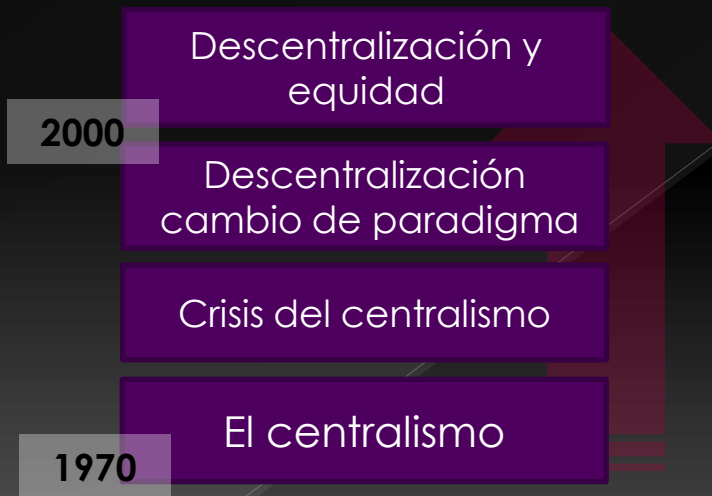 Descentralización y
equidad
2000
Descentralización
cambio de paradigma
Crisis del centralismo
El centralismo
1970